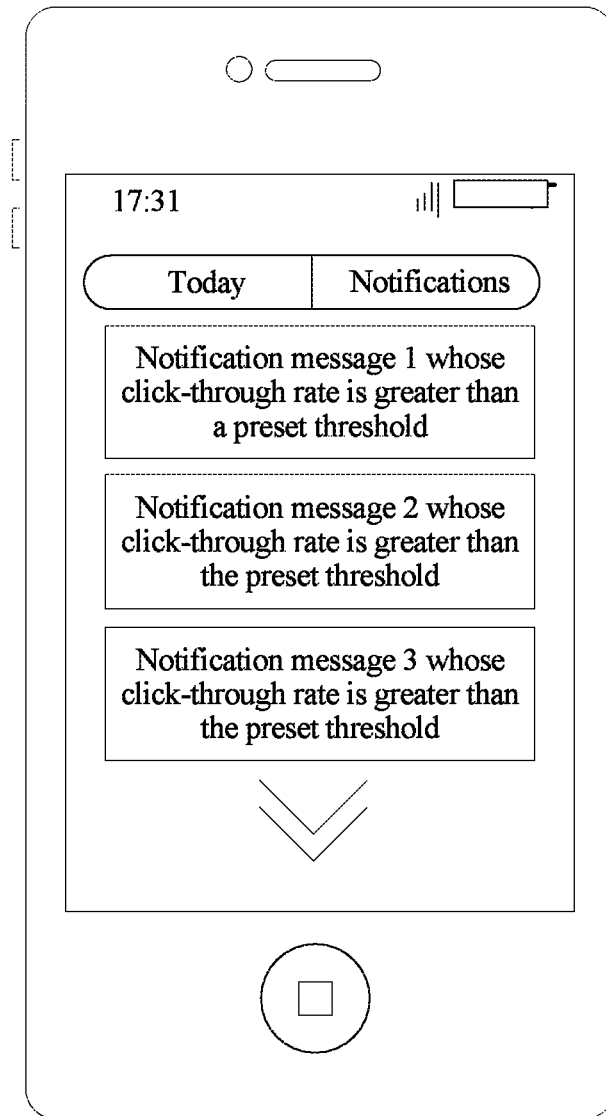 17:31
Today
Notifications
Notification message 1 whose
click-through rate is greater than
a preset threshold
Notification message 2 whose
click-through rate is greater than
the preset threshold
Notification message 3 whose
click-through rate is greater than
the preset threshold